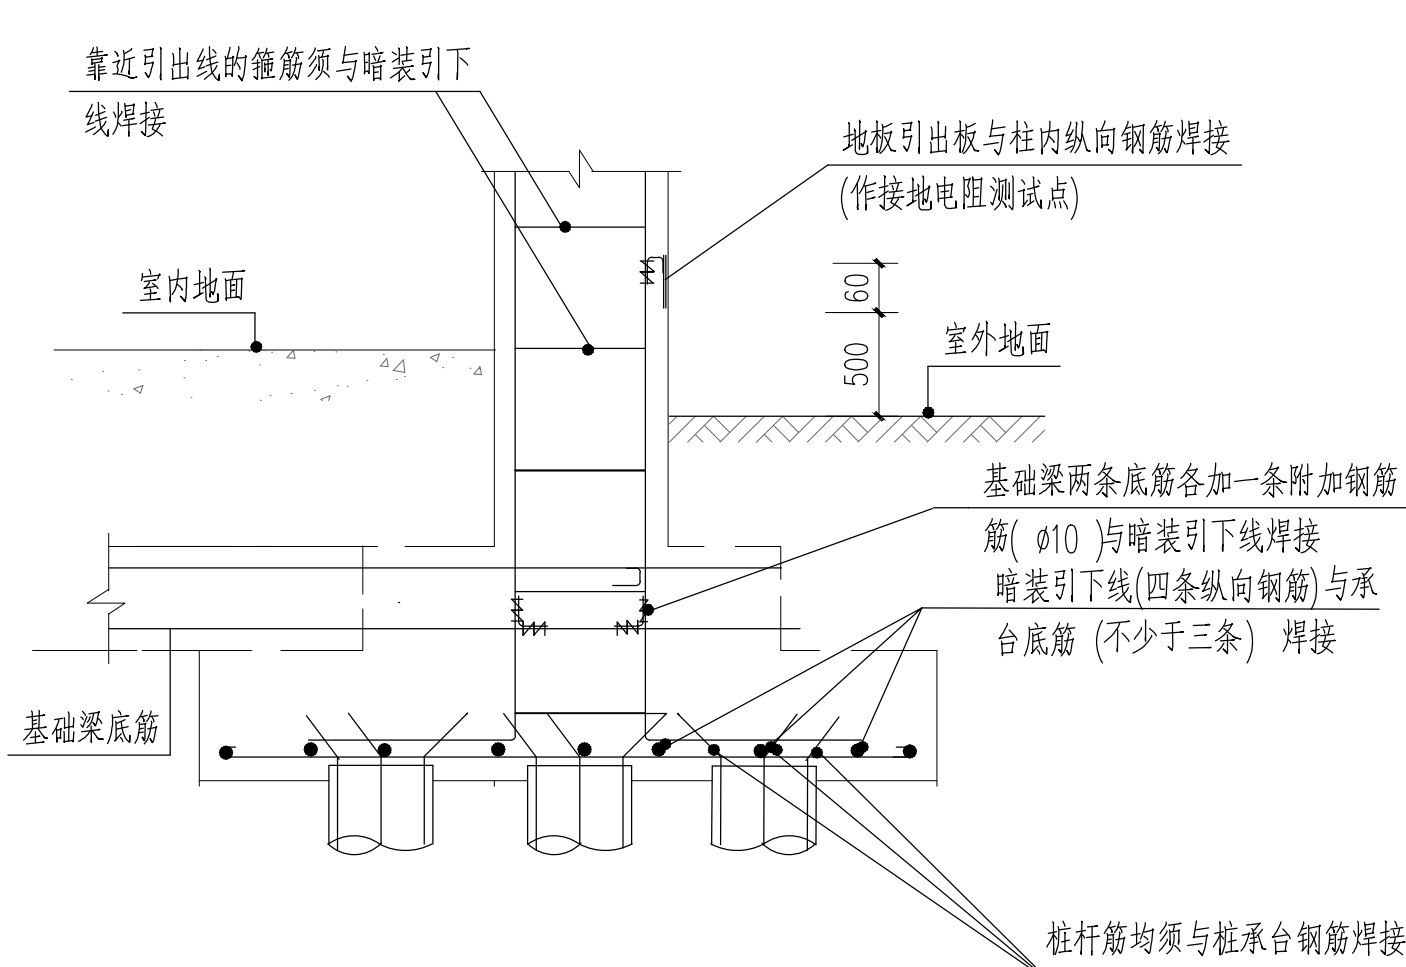 靠近引出线的箍筋须与暗装引下
线焊接
地板引出板与柱内纵向钢筋焊接
(作接地电阻测试点)
室内地面
60
500
室外地面
基础梁两条底筋各加一条附加钢筋
筋( ø10 )与暗装引下线焊接
暗装引下线(四条纵向钢筋)与承
台底筋 (不少于三条) 焊接
基础梁底筋
桩杆筋均须与桩承台钢筋焊接